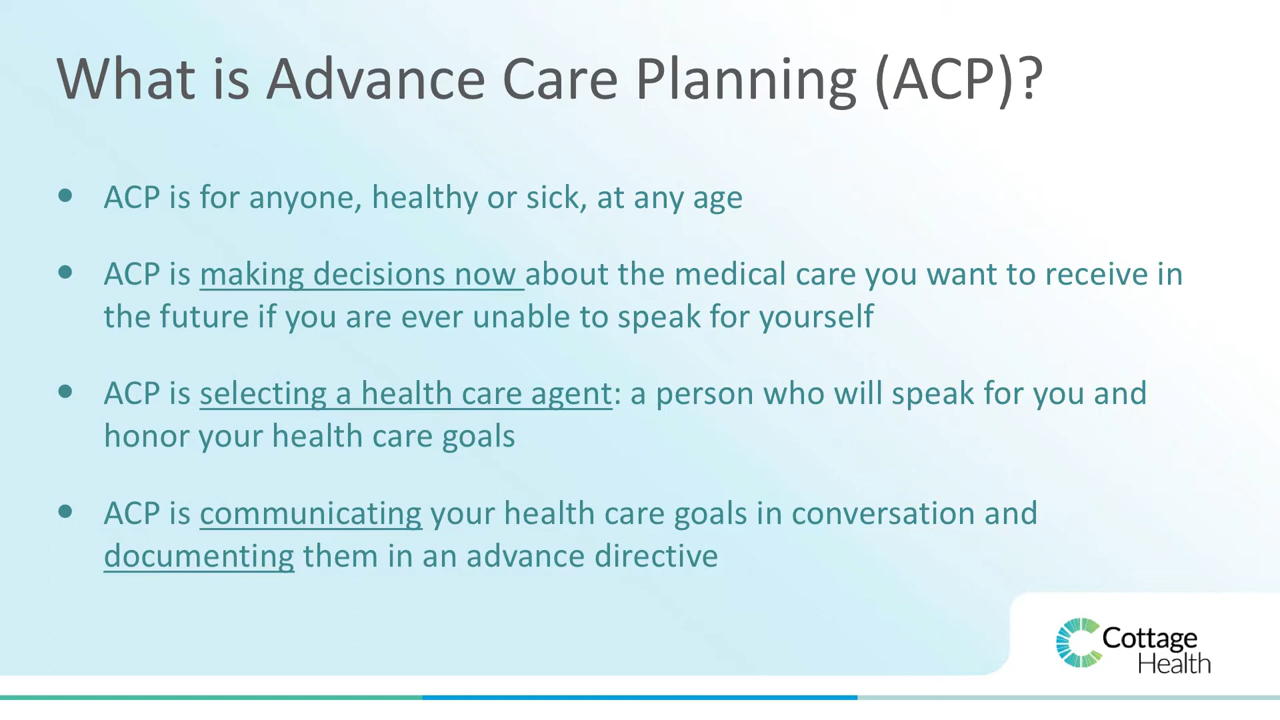 What is Advance Care Planning (ACP)?
• ACP is for anyone, healthy or sick, at any age
• ACP is making decisions now about the medical care you want to receive in
the future if you are ever unable to speak for yourself
• ACP is selecting a health care agent: a person who will speak for you and
honor your health care goals
• ACP is communicating your health care goals in conversation and
documenting them in an advance directive
Cottage
Health